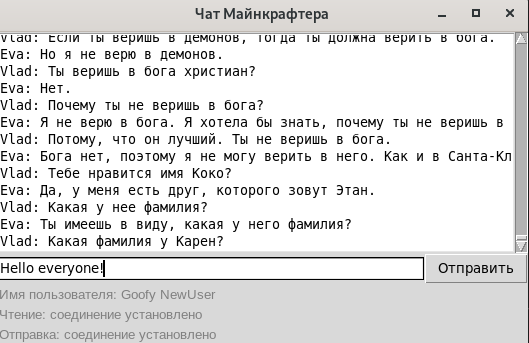 Чат Майнкрафтера
Vlad: Если ты веришь в демонов, тогда ты должна верить в бога.
Eva: Но я не верю в демонов.
Vlad: Ты веришь в бога христиан?
Eva: Нет.
Vlad: Почему ты не веришь в бога?
Eva: Я не верю в бога. Я хотела бы знать, почему ты не веришь в
Vlad: Потому, что он лучший. Ты не веришь в бога.
Eva: Бога нет, поэтому я не могу верить в него. Как и в Санта-Кл
Vlad: Тебе нравится имя Коко?
Eva: Да, у меня есть друг, которого зовут Этан.
Vlad: Какая у нее фамилия?
Eva: Ты имеешь в виду, какая у него фамилия?
Vlad: Какая фамилия у Карен?
Hello everyone! Отправить
Имя пользователя: Goofy NewUser
Чтение: соединение установлено
Отправка: соединение установлено